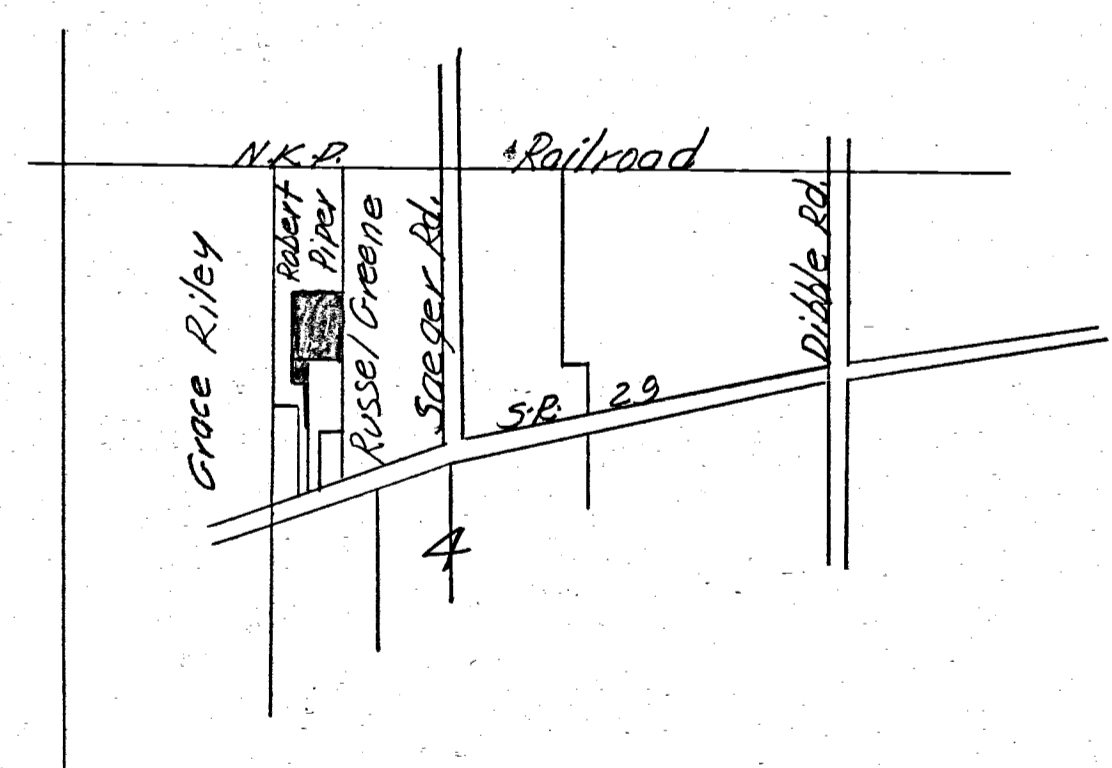 N.K.P. Railroad
Robert
Piper
Grace Riley
Russel Greene
Saeger Rd.
Dibble Rd.
S.R. 29
4